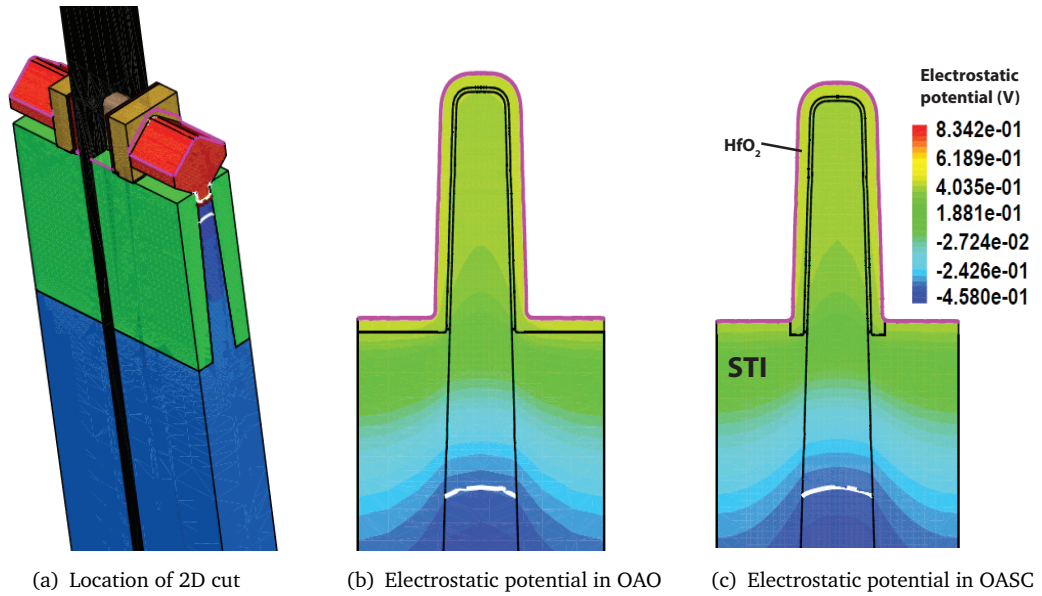 HfO2
STI
Electrostatic
potential (V)
8.342e-01
6.189e-01
4.035e-01
1.881e-01
-2.724e-02
-2.426e-01
-4.580e-01
(a) Location of 2D cut
(b) Electrostatic potential in OAO
(c) Electrostatic potential in OASC